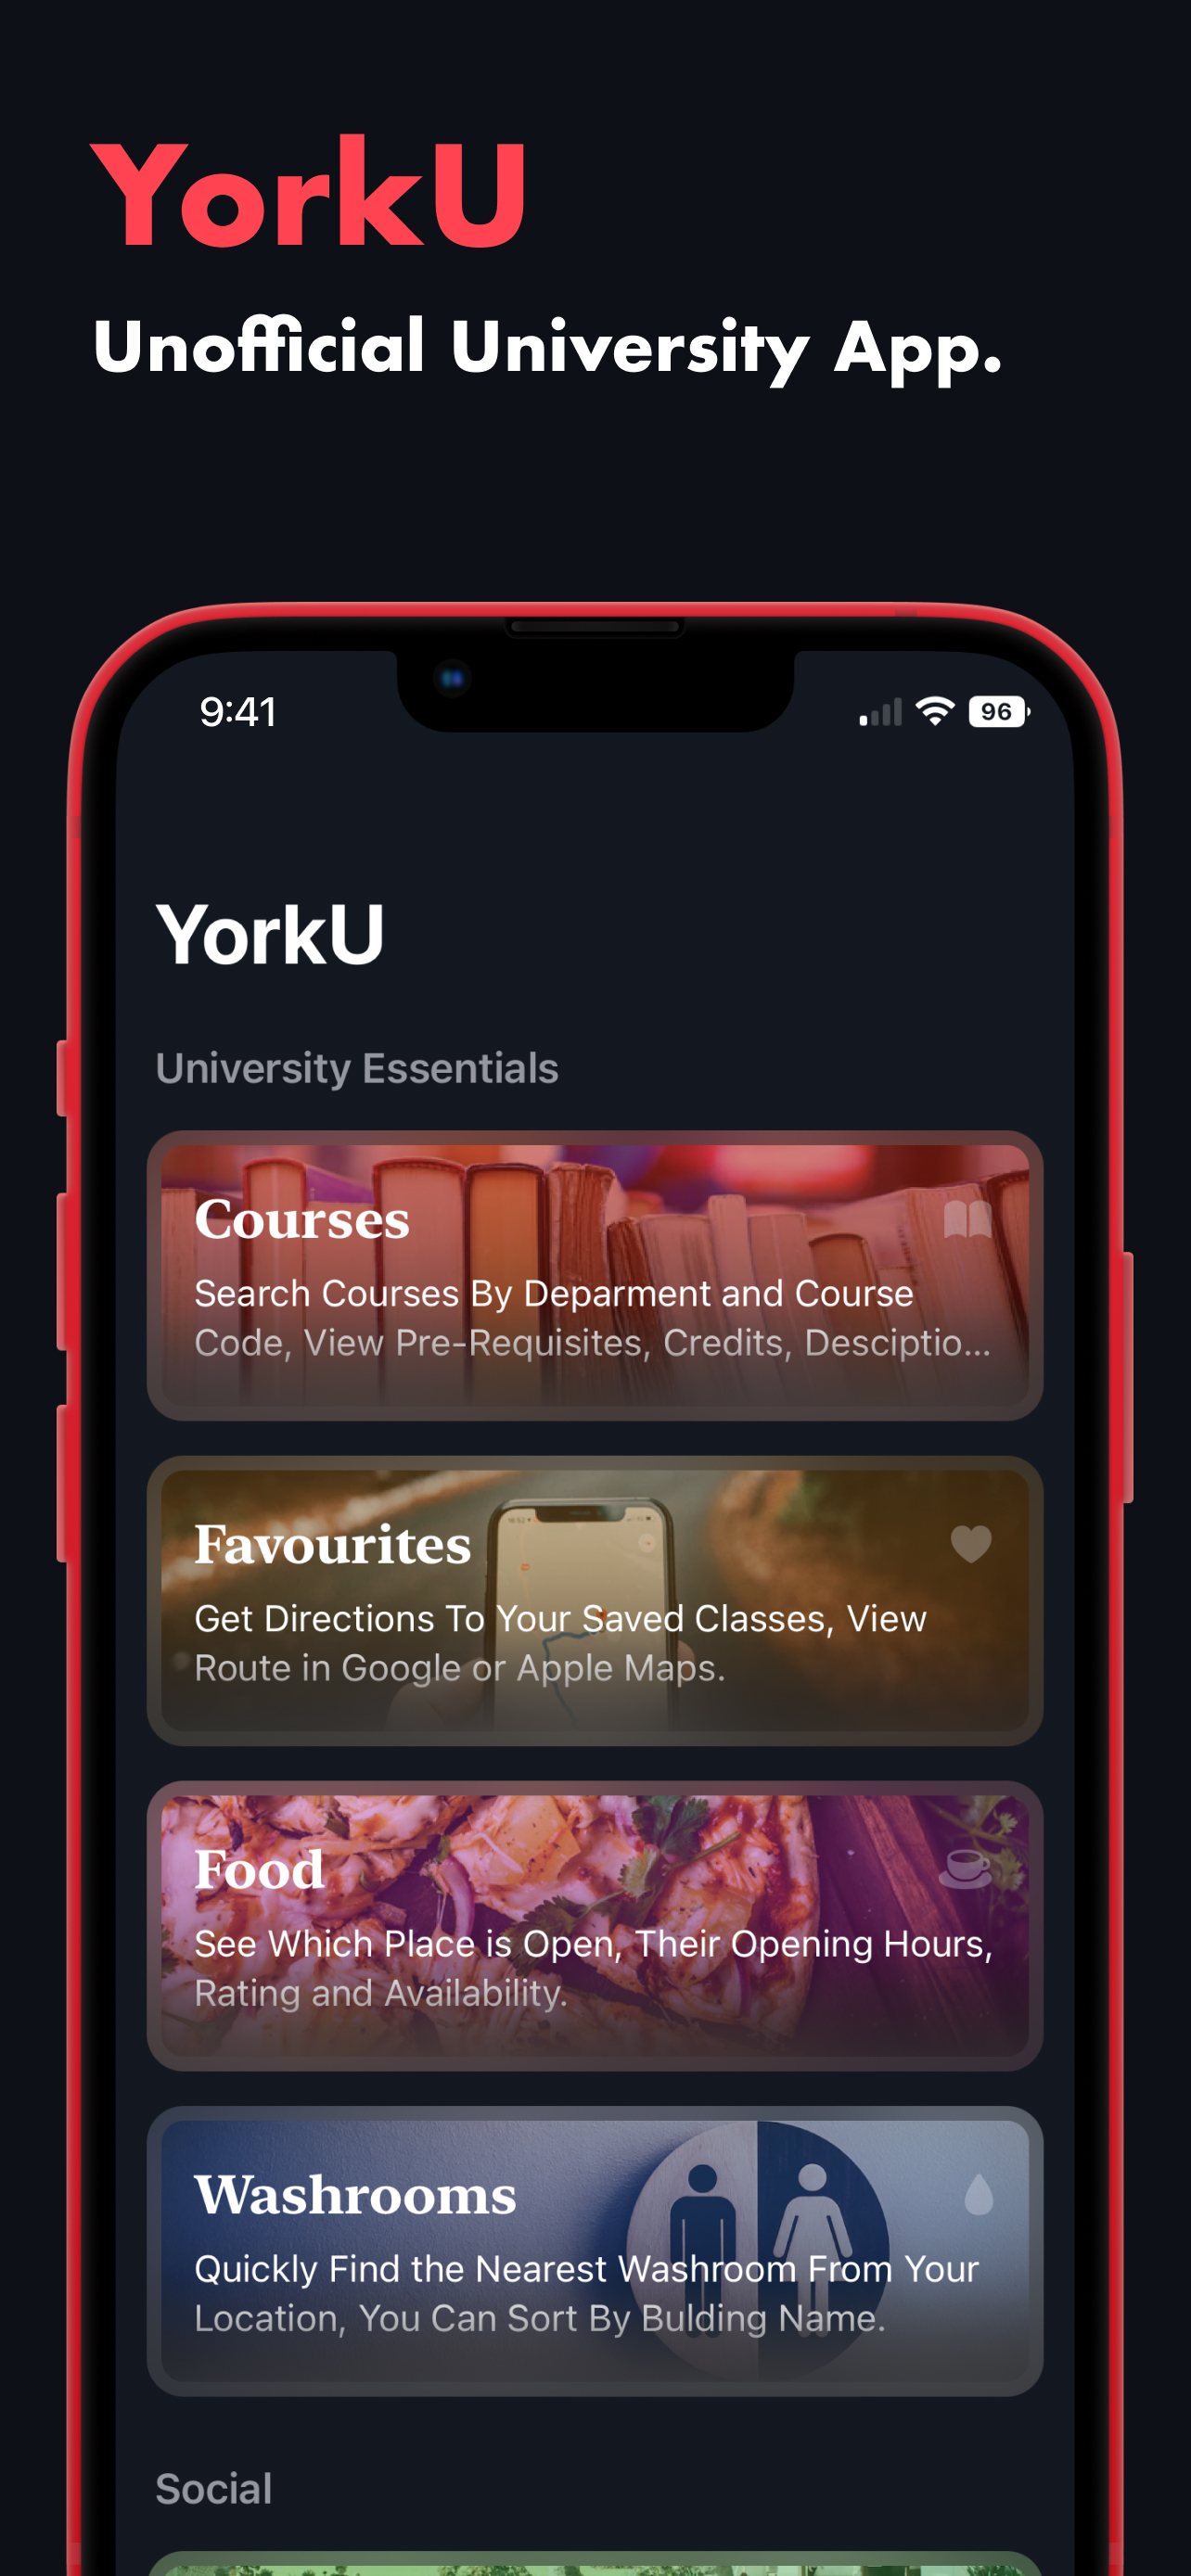 YorkU
Unofficial University App.
9:41
96
YorkU
University Essentials
Courses
Search Courses By Deparment and Course
Code, View Pre-Requisites, Credits, Desciptio...
Favourites
Get Directions To Your Saved Classes, View
Route in Google or Apple Maps.
Food
See Which Place is Open, Their Opening Hours,
Rating and Availability.
Washrooms
Quickly Find the Nearest Washroom From Your
Location, You Can Sort By Bulding Name.
Social